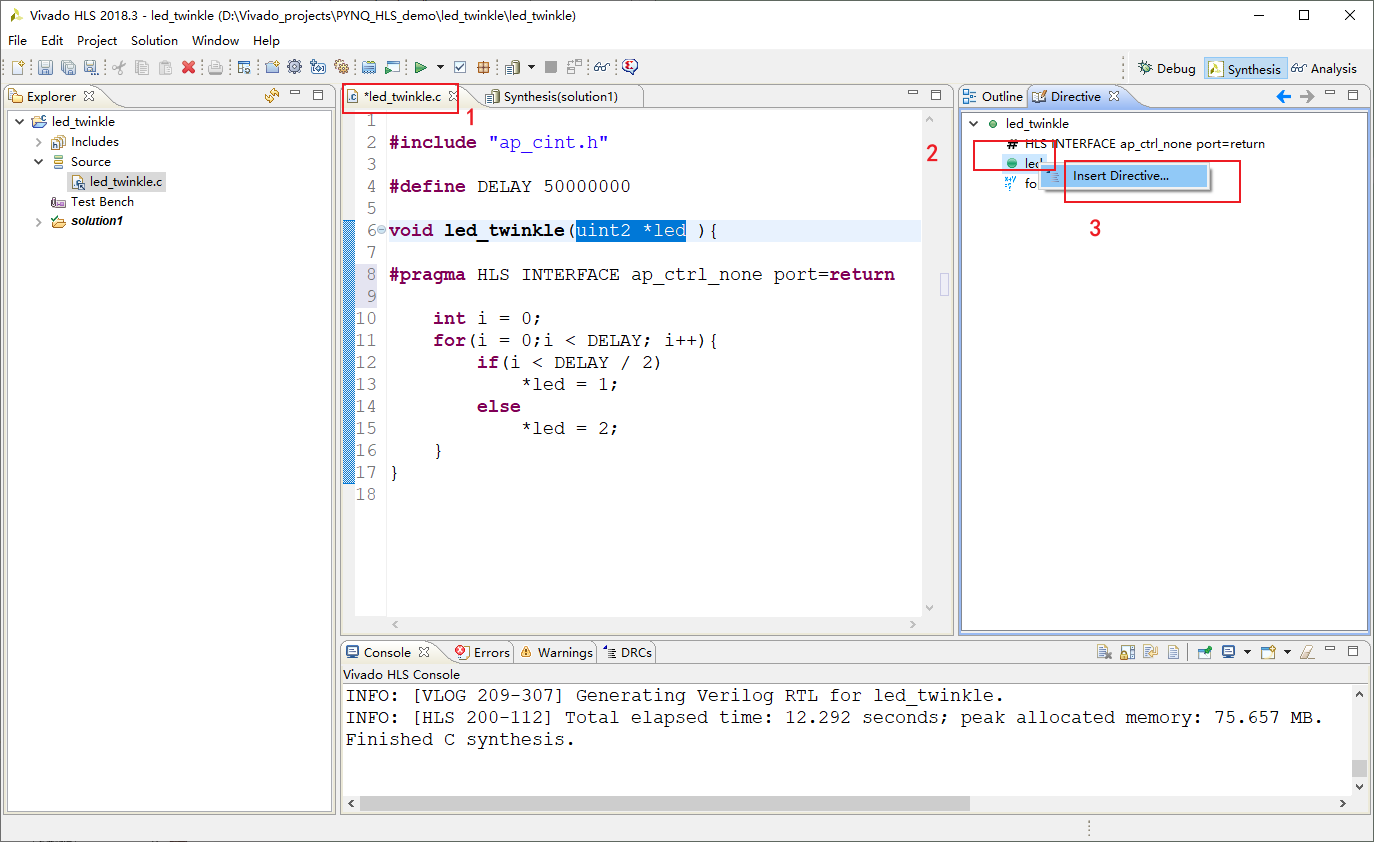 Vivado HLS 2018.3 - led_twinkle (D:\Vivado_projects\PYNQ_HLS_demo\led_twinkle\led_twinkle)
File Edit Project Solution Window Help
Debug Synthesis Analysis
Explorer
led_twinkle
Includes
Source
led_twinkle.c
Test Bench
solution1
*led_twinkle.c Synthesis(solution1)
1
1
2 #include "ap_cint.h"
3
4 #define DELAY 50000000
5
6 void led_twinkle(uint2 *led ){
7
8 #pragma HLS INTERFACE ap_ctrl_none port=return
9
10 int i = 0;
11 for(i = 0;i < DELAY; i++){
12 if(i < DELAY / 2)
13 *led = 1;
14 else
15 *led = 2;
16 }
17 }
18
Outline Directive
led_twinkle
# HLS INTERFACE ap_ctrl_none port=return
2
led
Insert Directive...
fo
3
Console Errors Warnings DRCs
Vivado HLS Console
INFO: [VLOG 209-307] Generating Verilog RTL for led_twinkle.
INFO: [HLS 200-112] Total elapsed time: 12.292 seconds; peak allocated memory: 75.657 MB.
Finished C synthesis.